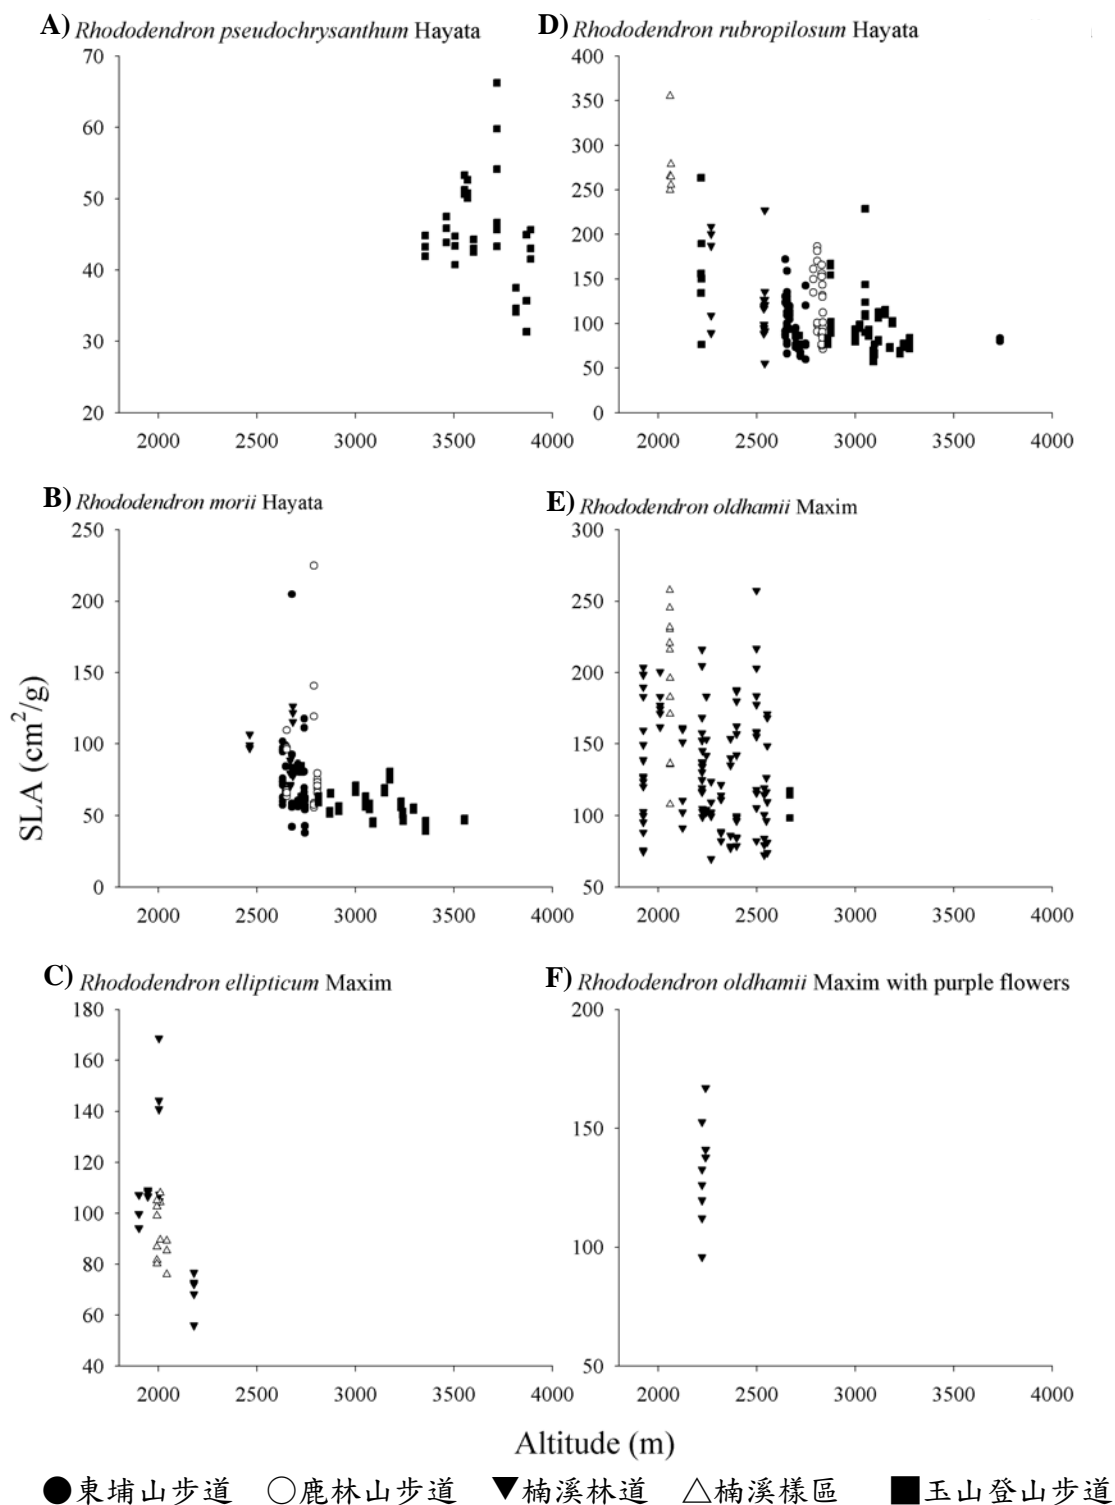 A) Rhododendron pseudochrysanthum Hayata
70
60
50
40
30
20
2000 2500 3000 3500 4000
D) Rhododendron rubropilosum Hayata
400
350
300
250
200
150
100
50
0
2000 2500 3000 3500 4000
B) Rhododendron morii Hayata
250
200
150
100
50
0
2000 2500 3000 3500 4000
E) Rhododendron oldhamii Maxim
300
250
200
150
100
50
2000 2500 3000 3500 4000
C) Rhododendron ellipticum Maxim
180
160
140
120
100
80
60
40
2000 2500 3000 3500 4000
F) Rhododendron oldhamii Maxim with purple flowers
200
150
100
50
2000 2500 3000 3500 4000
SLA (cm²/g)
Altitude (m)
●東埔山步道 ○鹿林山步道 ▼楠溪林道 △楠溪樣區 ■玉山登山步道